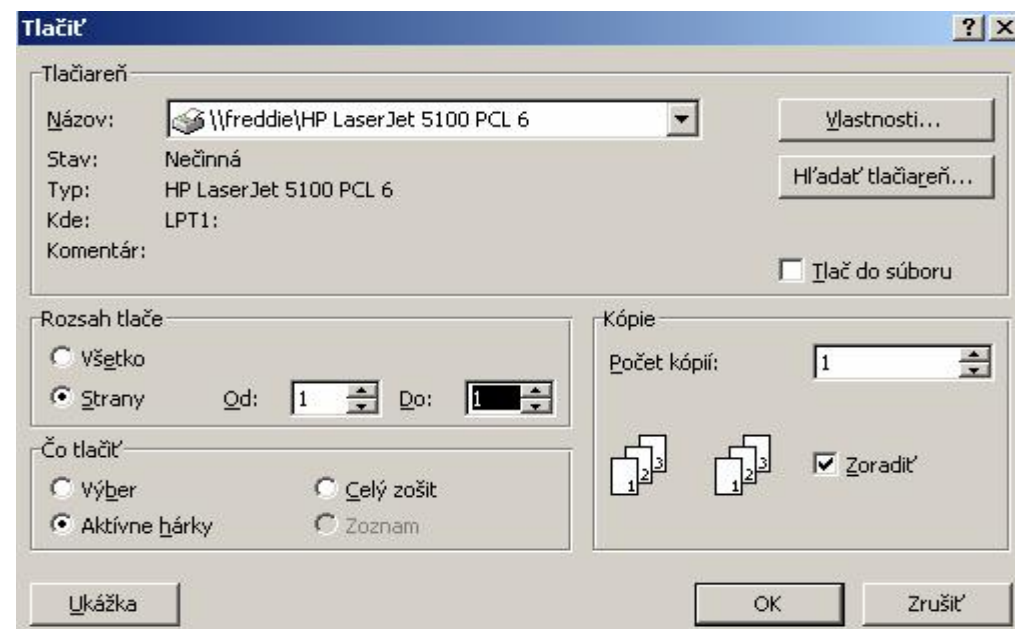 Tlačiť
Tlačiareň
Názov: \\freddie\HP LaserJet 5100 PCL 6 Vlastnosti...
Stav: Nečinná
Typ: HP LaserJet 5100 PCL 6 Hľadať tlačiareň...
Kde: LPT1:
Komentár:
Tlač do súboru
Rozsah tlače
Všetko
Strany Od: 1 Do: 1
Kópie
Počet kópií: 1
1 2 3 1 2 3 Zoradiť
Čo tlačiť
Výber Celý zošit
Aktívne hárky Zoznam
Ukážka OK Zrušiť